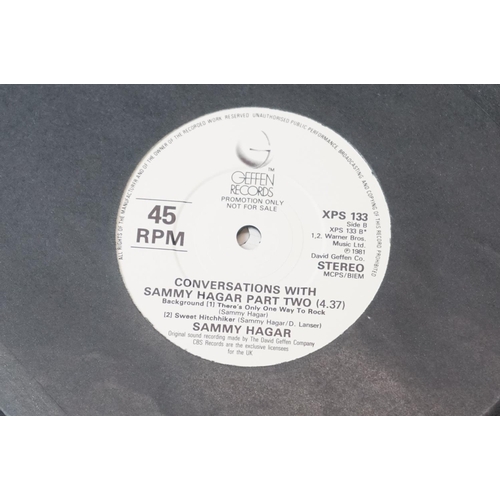 ALL RIGHTS OF THE MANUFACTURER AND OF THE OWNER OF THE RECORDED WORK RESERVED UNAUTHORISED PUBLIC PERFORMANCE, BROADCASTING AND COPYING OF THIS RECORD PROHIBITED
G
TM
GEFFEN
RECORDS
PROMOTION ONLY
NOT FOR SALE
45
RPM
XPS 133
Side B
XPS 133 B*
1,2. Warner Bros.
Music Ltd.
℗ 1981
David Geffen Co.
STEREO
MCPS/BIEM
CONVERSATIONS WITH
SAMMY HAGAR PART TWO (4.37)
Background (1) There's Only One Way To Rock
(Sammy Hagar)
(2) Sweet Hitchhiker (Sammy Hagar/D. Lanser)
SAMMY HAGAR
Original sound recording made by The David Geffen Company
CBS Records are the exclusive licensees
for the UK